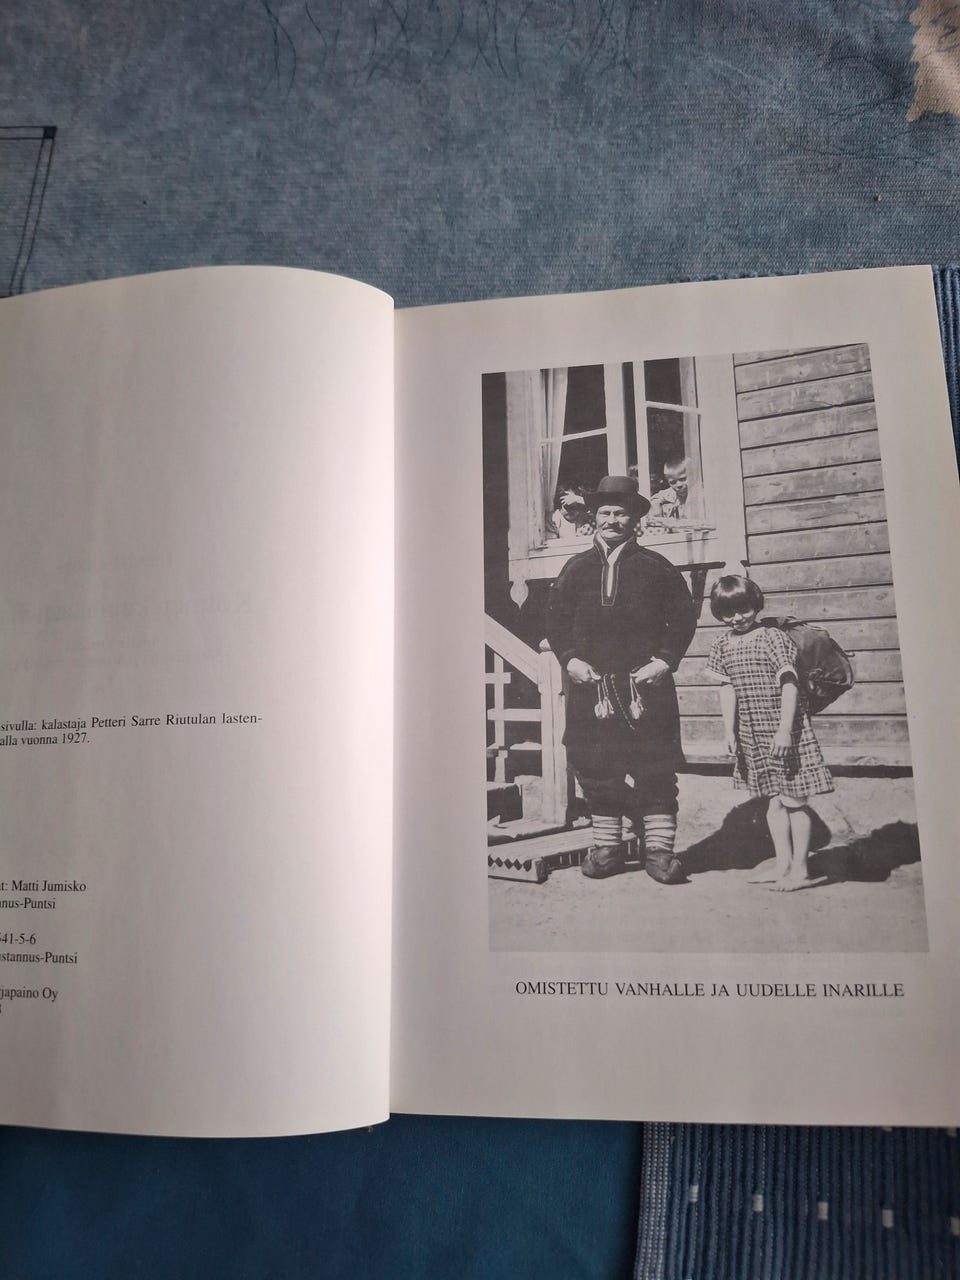 sivulla: kalastaja Petteri Sarre Riutulan lasten-
alla vuonna 1927.
t: Matti Jumisko
nus-Puntsi
41-5-6
stannus-Puntsi
japaino Oy
OMISTETTU VANHALLE JA UUDELLE INARILLE